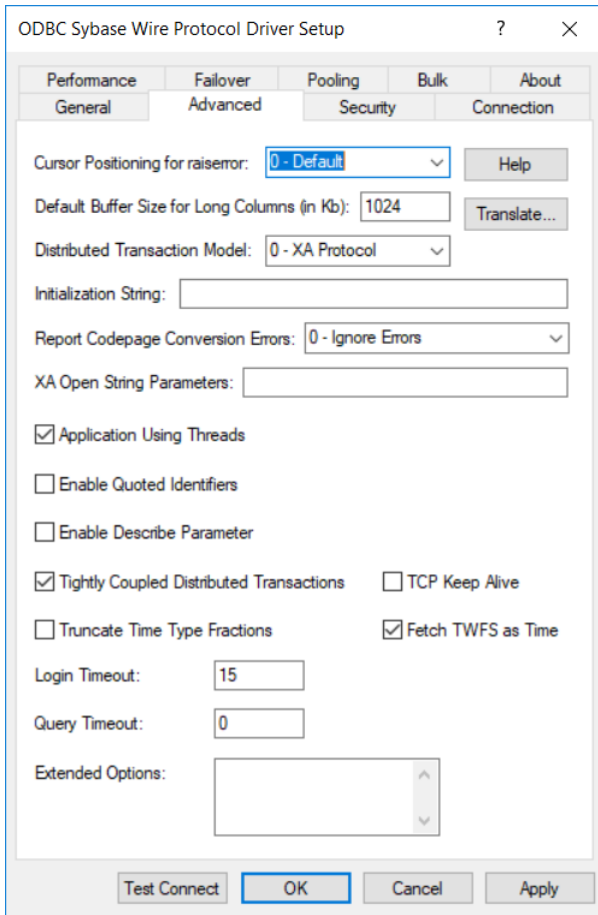 ODBC Sybase Wire Protocol Driver Setup ?
Performance Failover Pooling Bulk About
General Advanced Security Connection
Cursor Positioning for raiserror: 0 - Default Help
Default Buffer Size for Long Columns (in Kb): 1024 Translate...
Distributed Transaction Model: 0 - XA Protocol
Initialization String:
Report Codepage Conversion Errors: 0 - Ignore Errors
XA Open String Parameters:
Application Using Threads
Enable Quoted Identifiers
Enable Describe Parameter
Tightly Coupled Distributed Transactions TCP Keep Alive
Truncate Time Type Fractions Fetch TWFS as Time
Login Timeout: 15
Query Timeout: 0
Extended Options:
Test Connect OK Cancel Apply